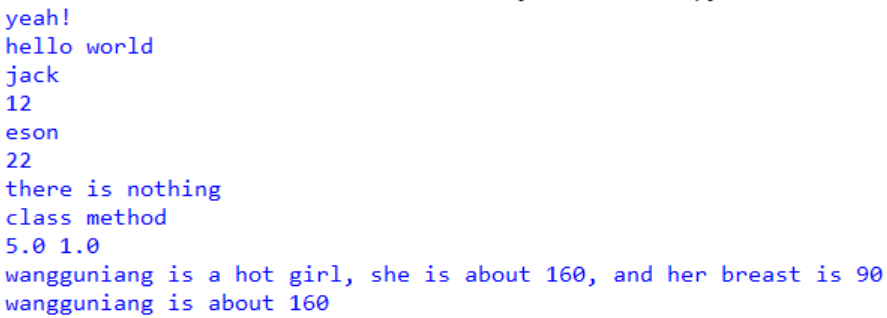 yeah!
hello world
jack
12
eson
22
there is nothing
class method
5.0 1.0
wangguniang is a hot girl, she is about 160, and her breast is 90
wangguniang is about 160